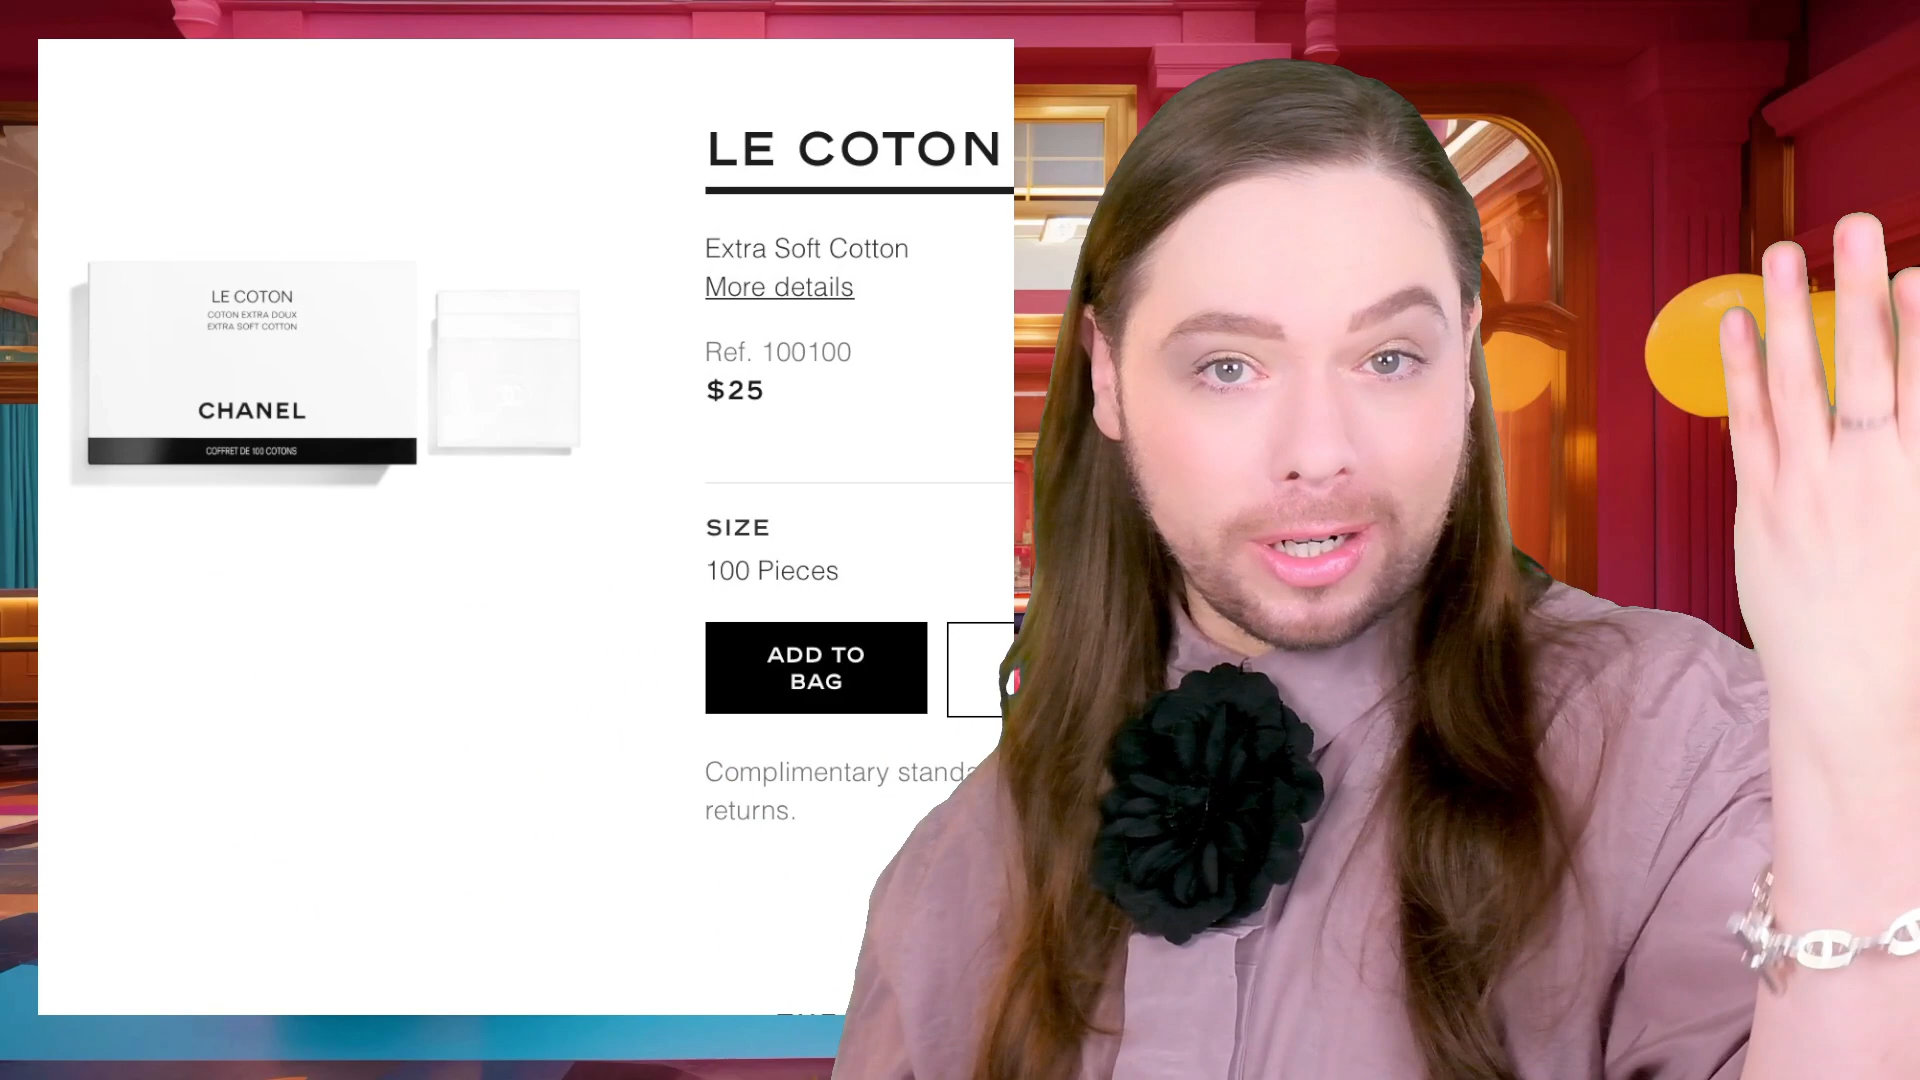 LE COTON
COTON EXTRA DOUX
EXTRA SOFT COTTON
CHANEL
COFFRET DE 100 COTONS
LE COTON
Extra Soft Cotton
More details
Ref. 100100
$25
SIZE
100 Pieces
ADD TO
BAG
Complimentary
returns.